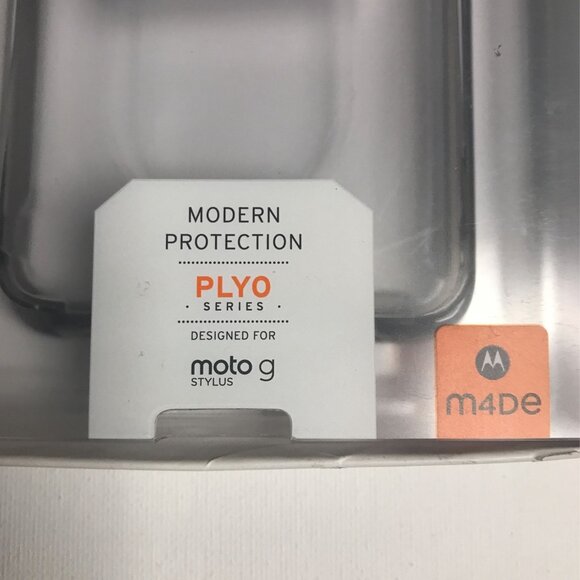 MODERN
PROTECTION
PLYO
· SERIES ·
DESIGNED FOR
moto g
STYLUS
M4DE